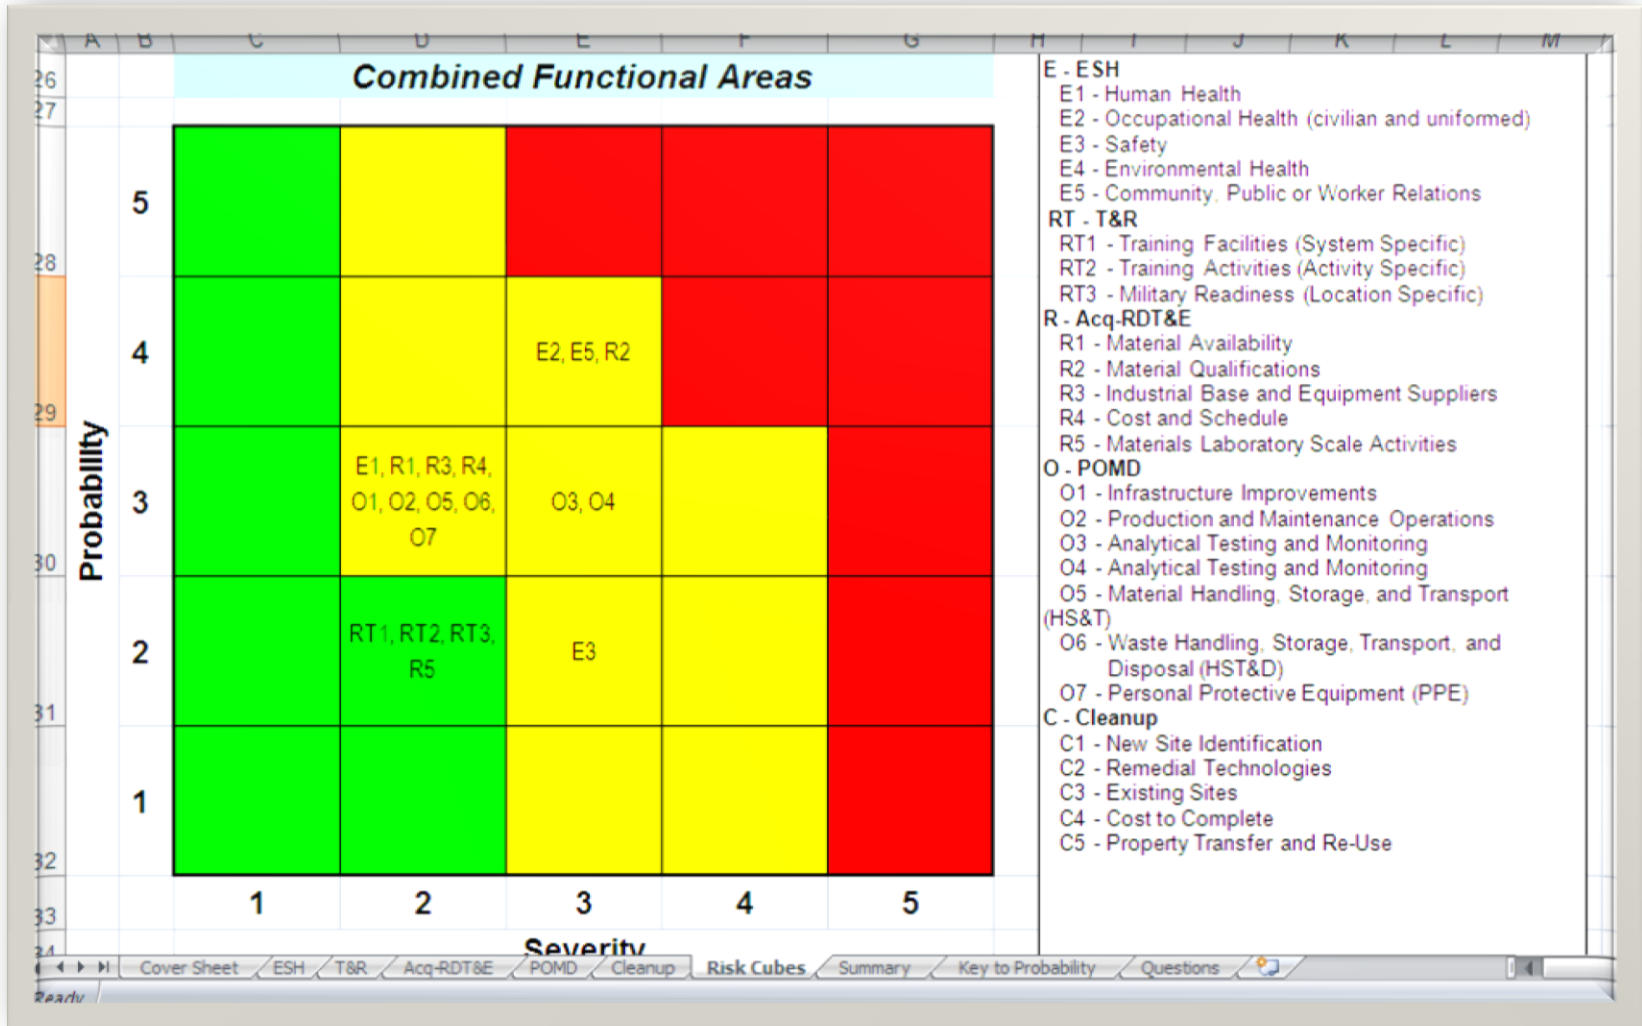 A B C D E F G H I J K L M
26
Combined Functional Areas
27
5
28
4
E2, E5, R2
29
Probability
3
E1, R1, R3, R4,
O1, O2, O5, O6,
O7
O3, O4
30
2
RT1, RT2, RT3,
R5
E3
31
1
32
1 2 3 4 5
33
34
Severity
E - ESH
E1 - Human Health
E2 - Occupational Health (civilian and uniformed)
E3 - Safety
E4 - Environmental Health
E5 - Community, Public or Worker Relations
RT - T&R
RT1 - Training Facilities (System Specific)
RT2 - Training Activities (Activity Specific)
RT3 - Military Readiness (Location Specific)
R - Acq-RDT&E
R1 - Material Availability
R2 - Material Qualifications
R3 - Industrial Base and Equipment Suppliers
R4 - Cost and Schedule
R5 - Materials Laboratory Scale Activities
O - POMD
O1 - Infrastructure Improvements
O2 - Production and Maintenance Operations
O3 - Analytical Testing and Monitoring
O4 - Analytical Testing and Monitoring
O5 - Material Handling, Storage, and Transport
(HS&T)
O6 - Waste Handling, Storage, Transport, and
Disposal (HST&D)
O7 - Personal Protective Equipment (PPE)
C - Cleanup
C1 - New Site Identification
C2 - Remedial Technologies
C3 - Existing Sites
C4 - Cost to Complete
C5 - Property Transfer and Re-Use
Cover Sheet ESH T&R Acq-RDT&E POMD Cleanup Risk Cubes Summary Key to Probability Questions
Ready